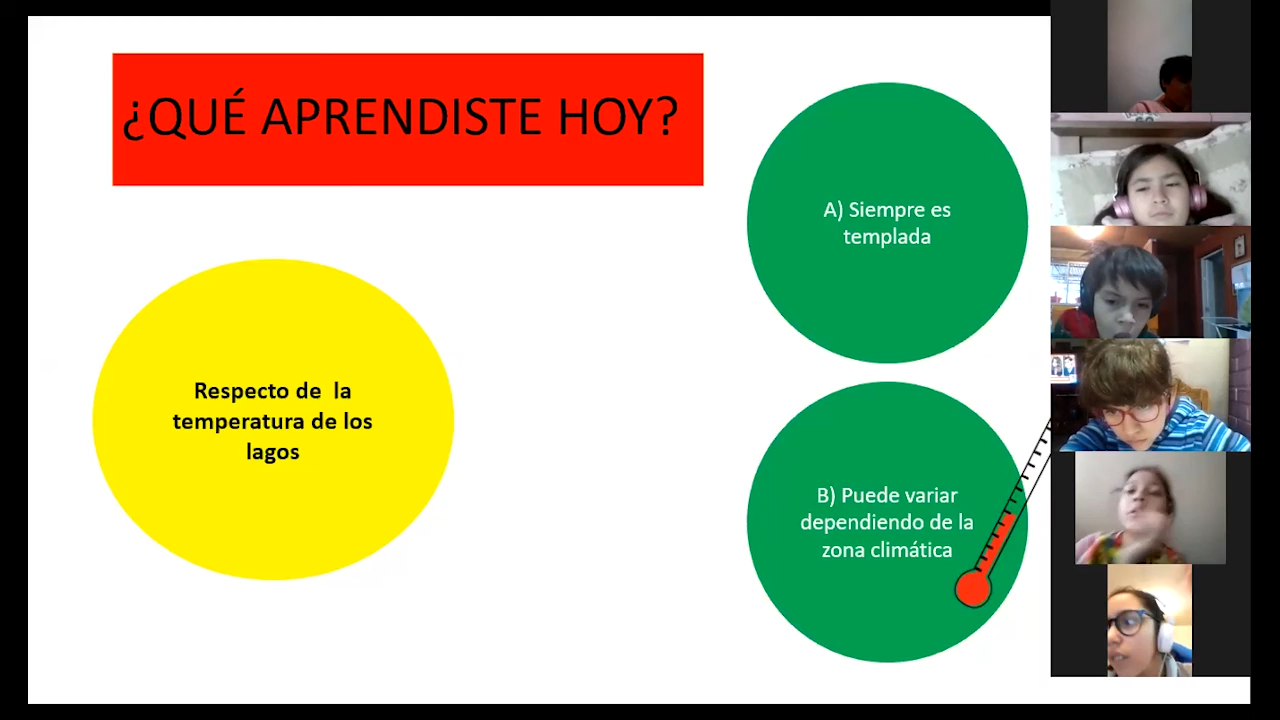 ¿QUÉ APRENDISTE HOY?
A) Siempre es
templada
Respecto de la
temperatura de los
lagos
B) Puede variar
dependiendo de la
zona climática